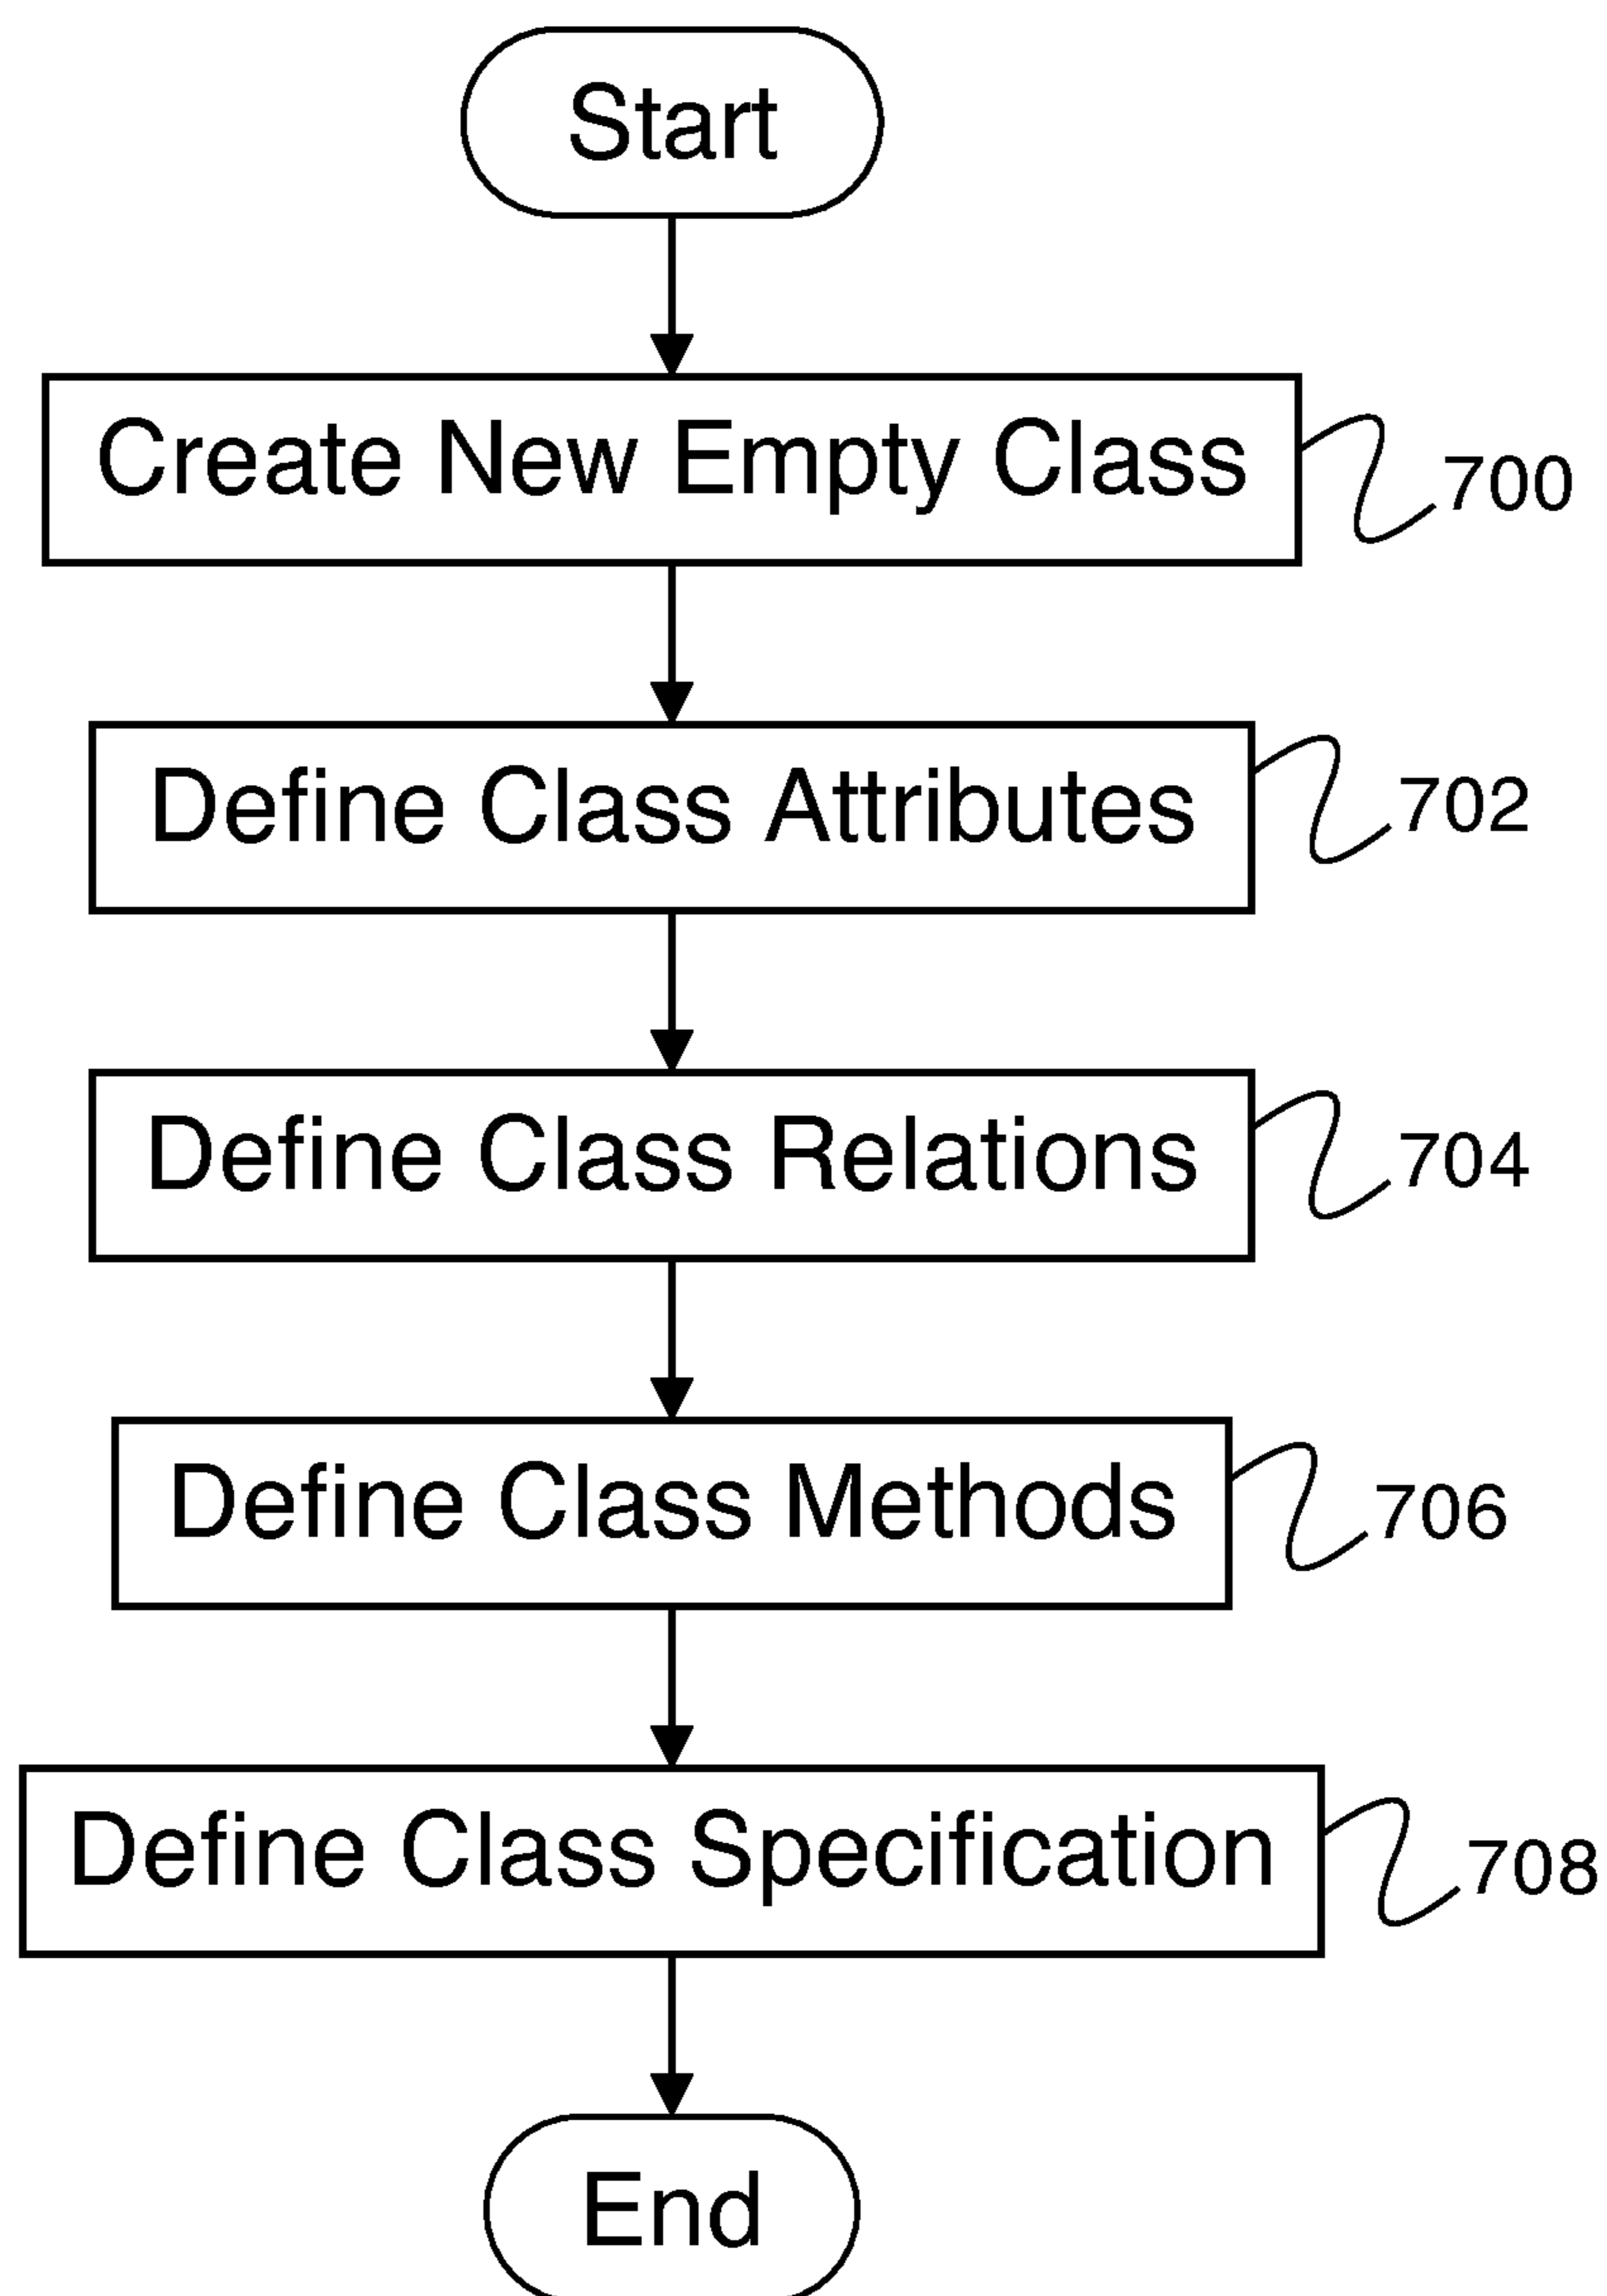 Start
Create New Empty Class
700
Define Class Attributes
702
Define Class Relations
704
Define Class Methods
706
Define Class Specification
708
End